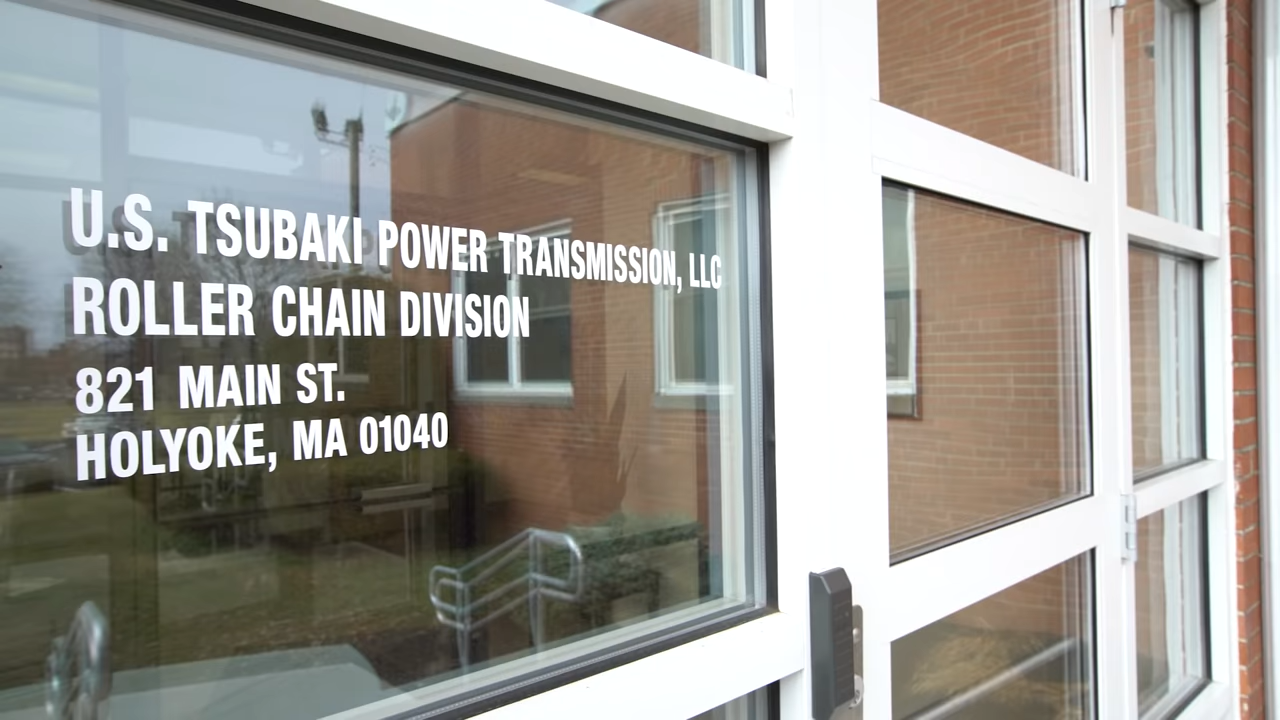 U.S. TSUBAKI POWER TRANSMISSION, LLC
ROLLER CHAIN DIVISION
821 MAIN ST.
HOLYOKE, MA 01040